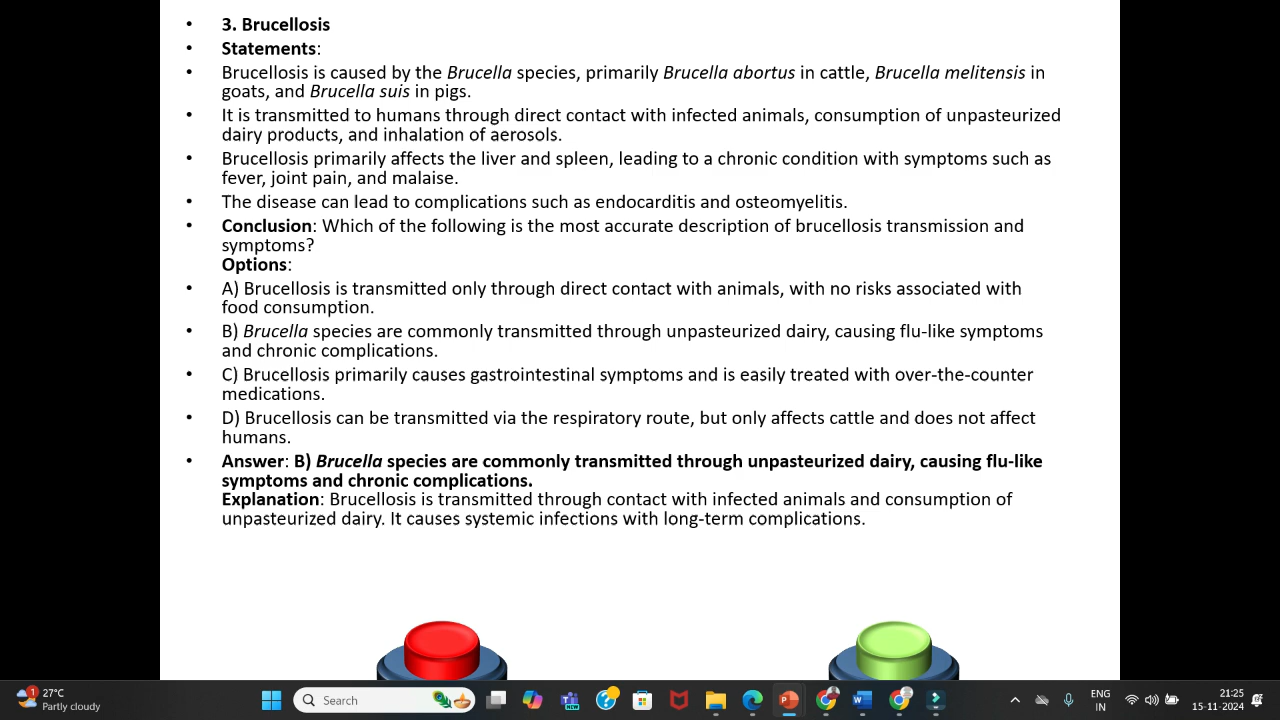 • 3. Brucellosis
• Statements:
• Brucellosis is caused by the Brucella species, primarily Brucella abortus in cattle, Brucella melitensis in
goats, and Brucella suis in pigs.
• It is transmitted to humans through direct contact with infected animals, consumption of unpasteurized
dairy products, and inhalation of aerosols.
• Brucellosis primarily affects the liver and spleen, leading to a chronic condition with symptoms such as
fever, joint pain, and malaise.
• The disease can lead to complications such as endocarditis and osteomyelitis.
• Conclusion: Which of the following is the most accurate description of brucellosis transmission and
symptoms?
Options:
• A) Brucellosis is transmitted only through direct contact with animals, with no risks associated with
food consumption.
• B) Brucella species are commonly transmitted through unpasteurized dairy, causing flu-like symptoms
and chronic complications.
• C) Brucellosis primarily causes gastrointestinal symptoms and is easily treated with over-the-counter
medications.
• D) Brucellosis can be transmitted via the respiratory route, but only affects cattle and does not affect
humans.
• Answer: B) Brucella species are commonly transmitted through unpasteurized dairy, causing flu-like
symptoms and chronic complications.
Explanation: Brucellosis is transmitted through contact with infected animals and consumption of
unpasteurized dairy. It causes systemic infections with long-term complications.
1 27°C
Partly cloudy
Search
ENG
IN
21:25
15-11-2024